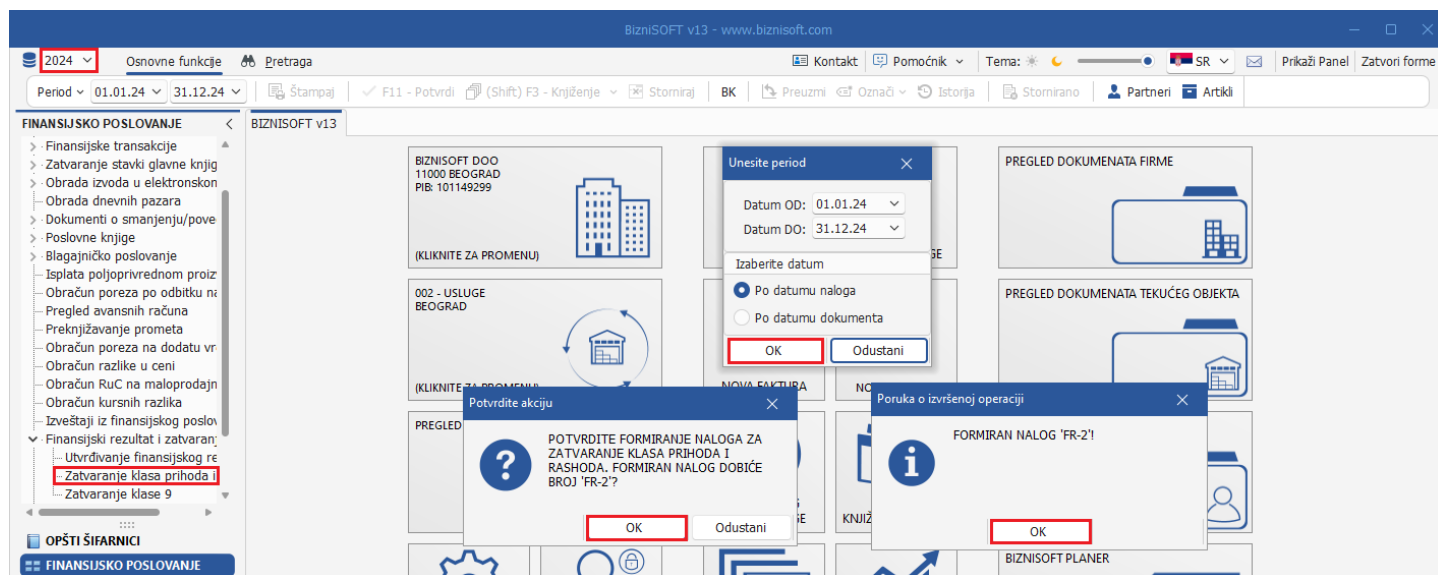 BizniSOFT v13 - www.biznisoft.com
2024
Osnovne funkcije
Pretraga
Kontakt
Pomoćnik
Tema:
SR
Prikaži Panel
Zatvori forme
Period
01.01.24
31.12.24
Štampaj
F11 - Potvrdi
(Shift) F3 - Knjiženje
Storniraj
BK
Preuzmi
Označi
Istorija
Stornirano
Partneri
Artikli
FINANSIJSKO POSLOVANJE
BIZNISOFT v13
Finansijske transakcije
Zatvaranje stavki glavne knjig
Obrada izvoda u elektronskon
Obrada dnevnih pazara
Dokumenti o smanjenju/pove
Poslovne knjige
Blagajničko poslovanje
Isplata poljoprivrednom proiz
Obračun poreza po odbitku na
Pregled avansnih računa
Preknjižavanje prometa
Obračun poreza na dodatu vr
Obračun razlike u ceni
Obračun RuC na maloprodajn
Obračun kursnih razlika
Izveštaji iz finansijskog poslov
Finansijski rezultat i zatvaranj
Utvrđivanje finansijskog re
Zatvaranje klasa prihoda i
Zatvaranje klase 9
OPŠTI ŠIFARNICI
FINANSIJSKO POSLOVANJE
BIZNISOFT DOO
11000 BEOGRAD
PIB: 101149299
(KLIKNITE ZA PROMENU)
002 - USLUGE
BEOGRAD
(KLIKNITE ZA PROMENU)
PREGLED
Unesite period
Datum OD: 01.01.24
Datum DO: 31.12.24
Izaberite datum
Po datumu naloga
Po datumu dokumenta
OK
Odustani
GE
NOVA FAKTURA
NO
PREGLED DOKUMENATA FIRME
PREGLED DOKUMENATA TEKUĆEG OBJEKTA
Potvrdite akciju
POTVRDITE FORMIRANJE NALOGA ZA
ZATVARANJE KLASA PRIHODA I
RASHODA. FORMIRAN NALOG DOBIĆE
BROJ 'FR-2'?
OK
Odustani
GE
KNJIŽ
Poruka o izvršenoj operaciji
FORMIRAN NALOG 'FR-2'!
OK
BIZNISOFT PLANER